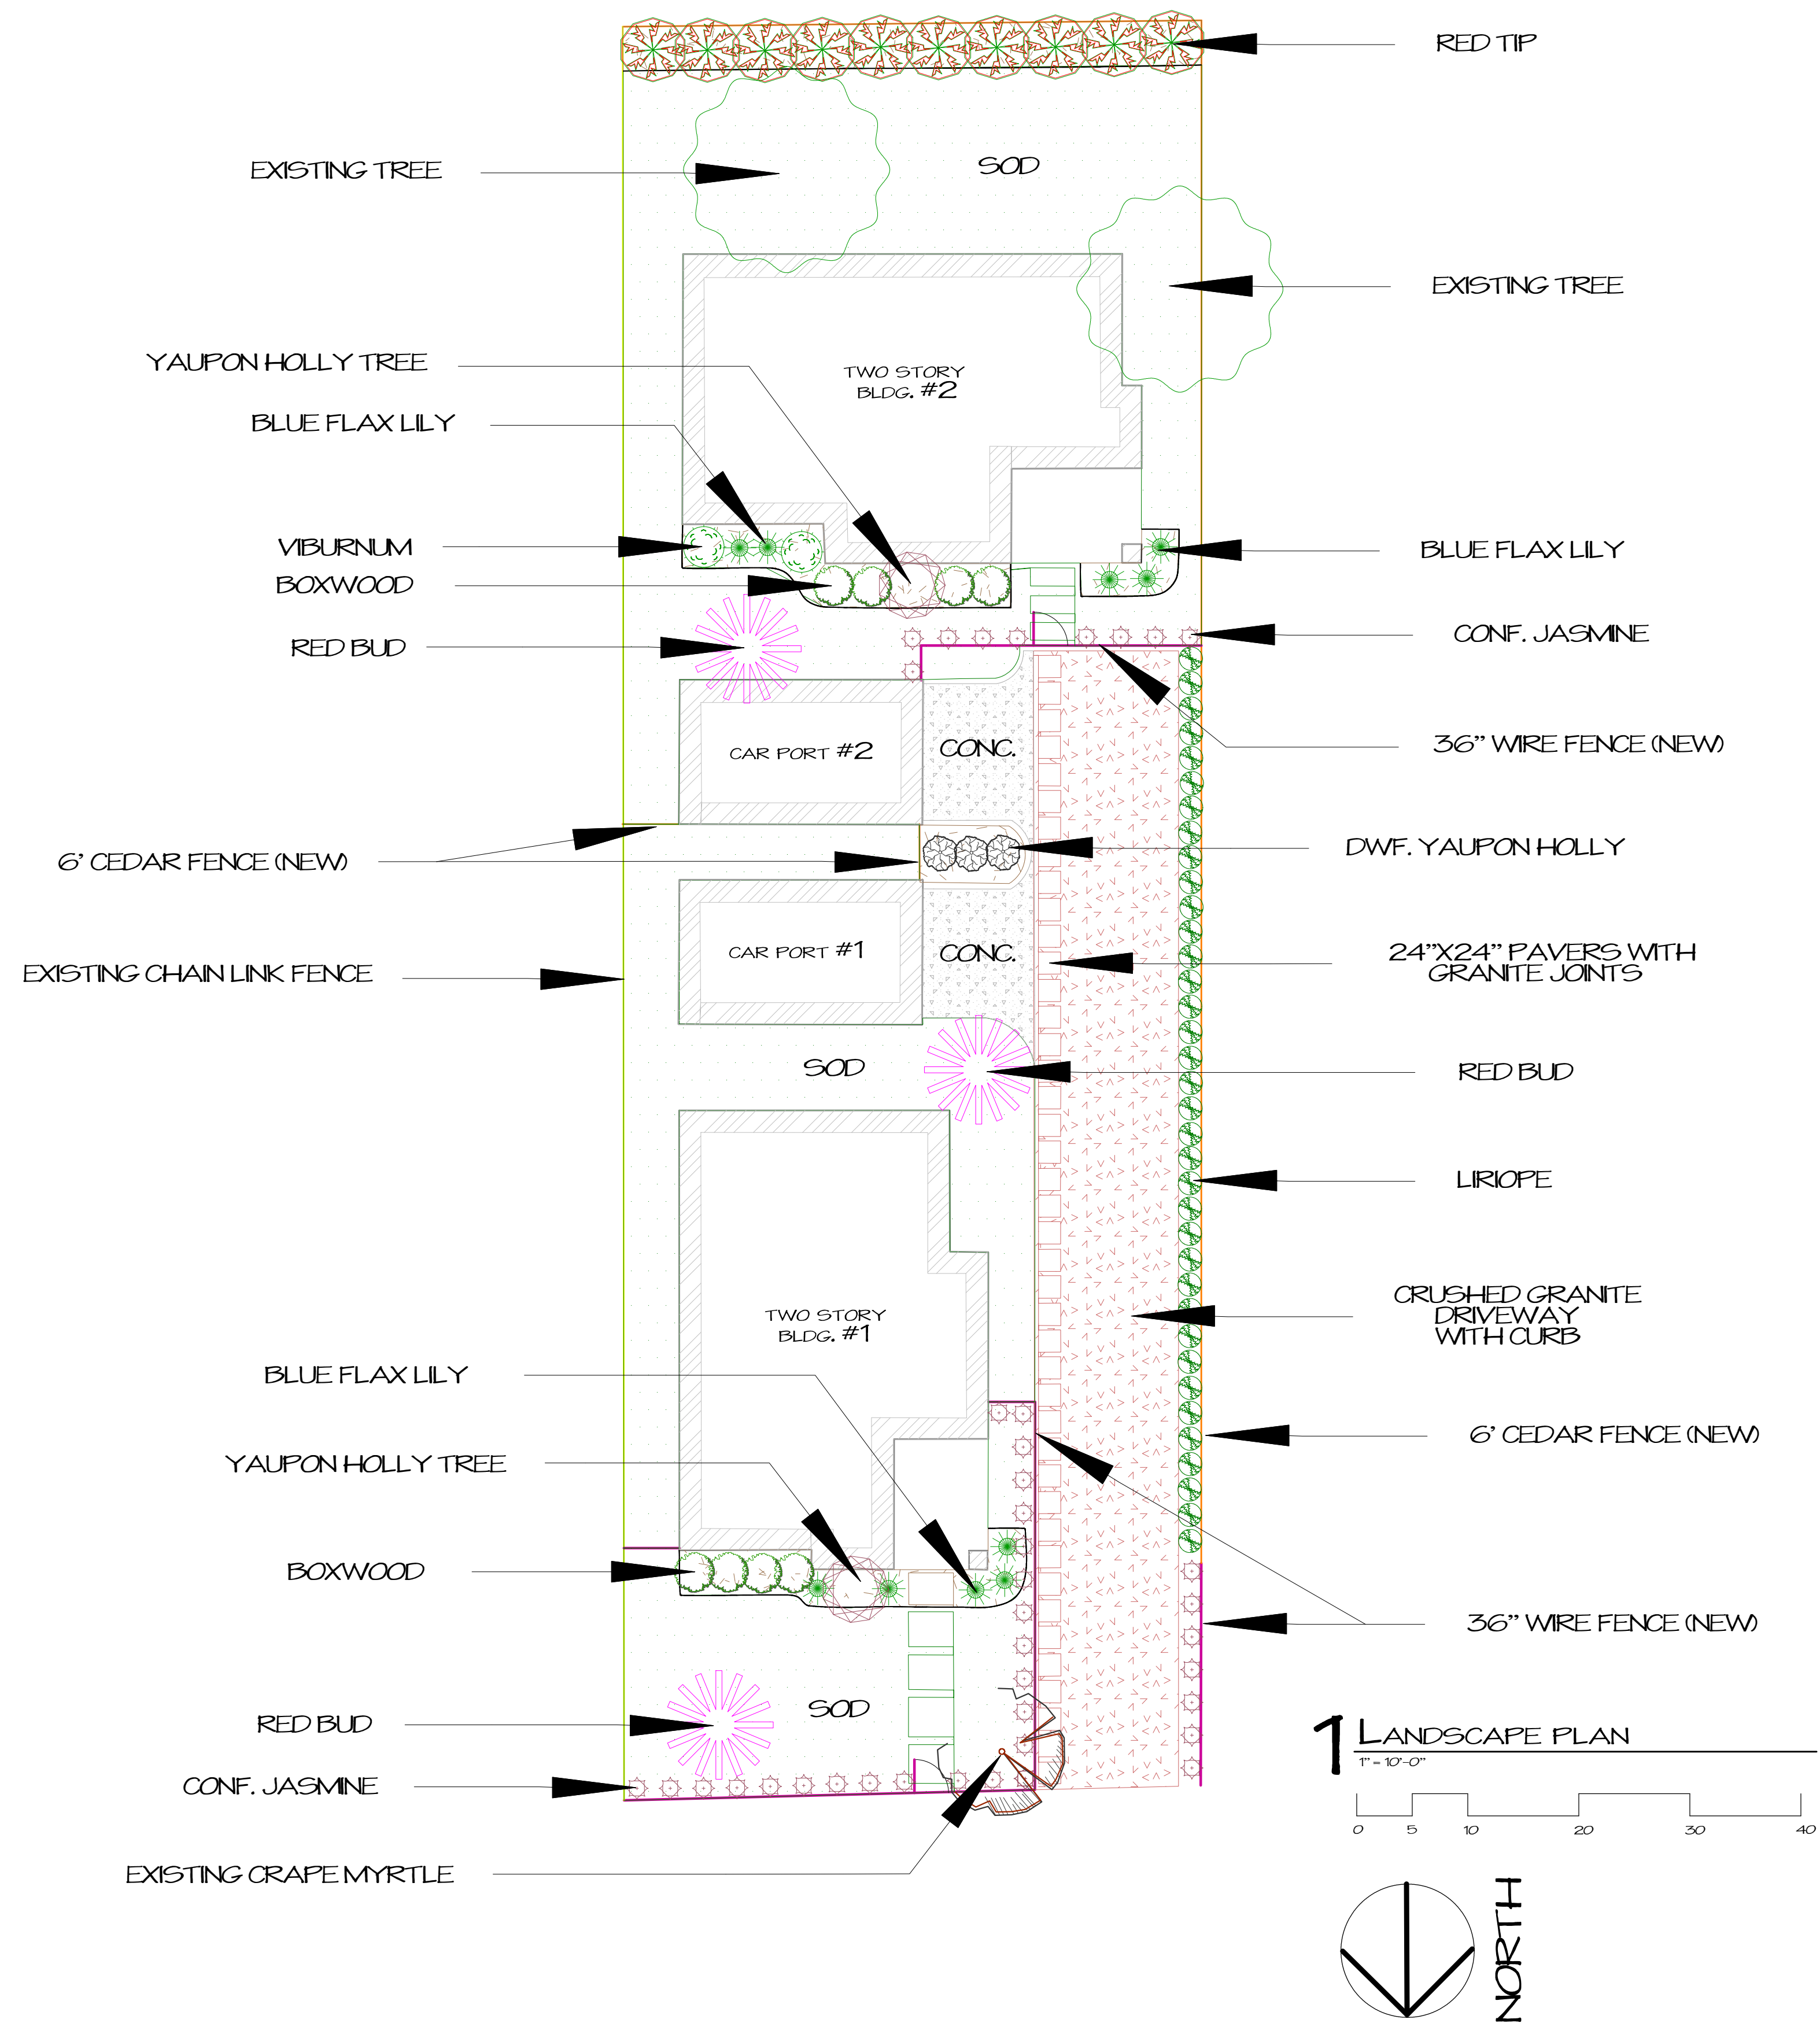 RED TIP
EXISTING TREE
SOD
EXISTING TREE
YAUPON HOLLY TREE
TWO STORY
BLDG. #2
BLUE FLAX LILY
VIBURNUM
BLUE FLAX LILY
BOXWOOD
CONF. JASMINE
RED BUD
36" WIRE FENCE (NEW)
CAR PORT #2
CONC.
DWF. YAUPON HOLLY
6' CEDAR FENCE (NEW)
CAR PORT #1
CONC.
24"X24" PAVERS WITH
GRANITE JOINTS
EXISTING CHAIN LINK FENCE
SOD
RED BUD
LIRIOPE
CRUSHED GRANITE
DRIVEWAY
WITH CURB
TWO STORY
BLDG. #1
BLUE FLAX LILY
6' CEDAR FENCE (NEW)
YAUPON HOLLY TREE
BOXWOOD
36" WIRE FENCE (NEW)
SOD
RED BUD
1 LANDSCAPE PLAN
1" = 10'-0"
CONF. JASMINE
0 5 10 20 30 40
EXISTING CRAPE MYRTLE
NORTH